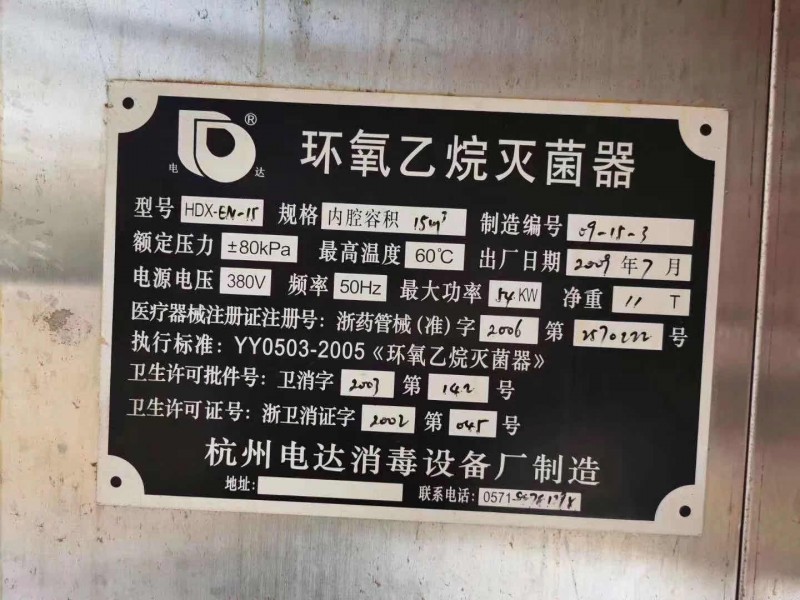 ® 环氧乙烷灭菌器
电 达
型号 HDX-EN-15 规格 内腔容积 15m³ 制造编号 09-15-3
额定压力 ±80kPa 最高温度 60℃ 出厂日期 2009年7月
电源电压 380V 频率 50Hz 最大功率 54KW 净重 11 T
医疗器械注册证注册号：浙药管械(准)字 2006 第 2570222 号
执行标准：YY0503-2005《环氧乙烷灭菌器》
卫生许可批件号：卫消字 2003 第 142 号
卫生许可证号：浙卫消证字 2002 第 045 号
杭州电达消毒设备厂制造
地址：
联系电话：0571-